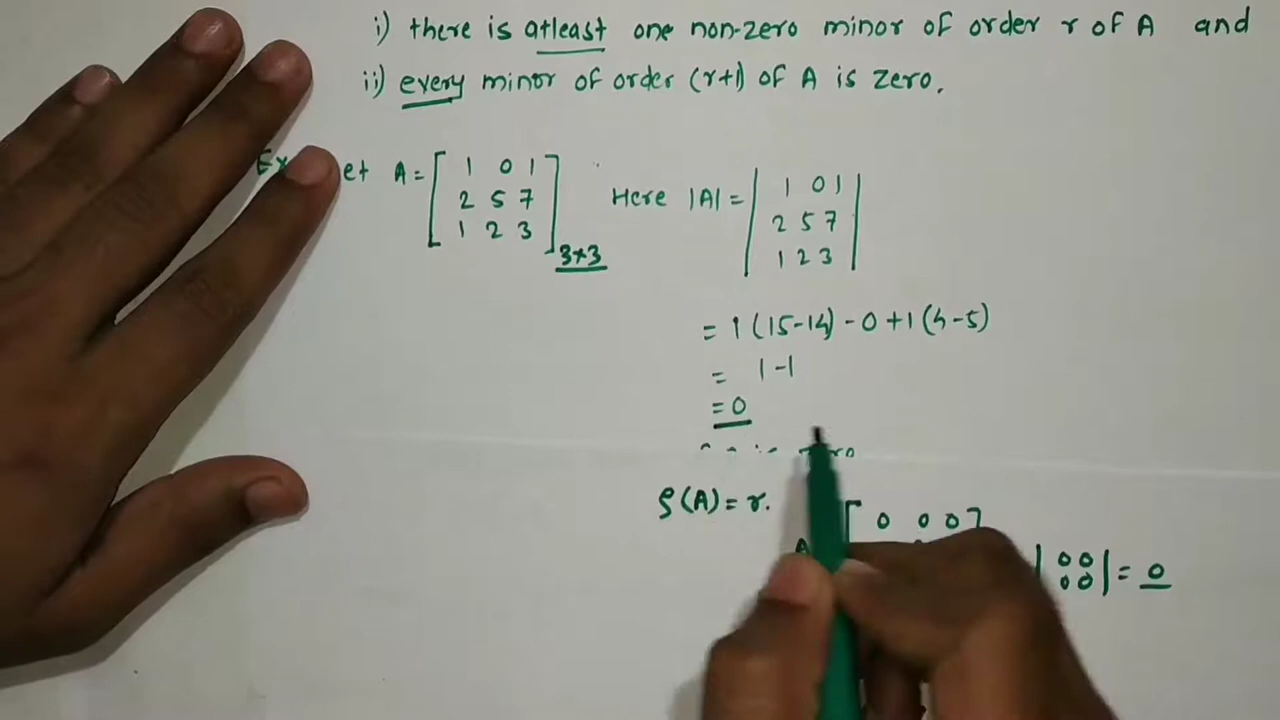 i) there is atleast one non-zero minor of order r of A and
ii) every minor of order (r+1) of A is zero.
et A = [ 1 0 1
2 5 7
1 2 3 ] 3×3
Here |A| = | 1 0 1
2 5 7
1 2 3 |
= 1 (15-14) - 0 + 1 (4-5)
= 1-1
= 0
ρ(A) = r.
[ 0 0 0 ]
| 0 0
0 0 | = 0